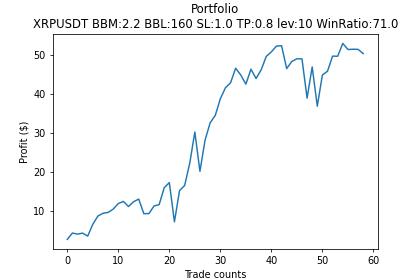 Portfolio
XRPUSDT BBM:2.2 BBL:160 SL:1.0 TP:0.8 lev:10 WinRatio:71.0
50
40
30
20
10
Profit ($)
0 10 20 30 40 50 60
Trade counts